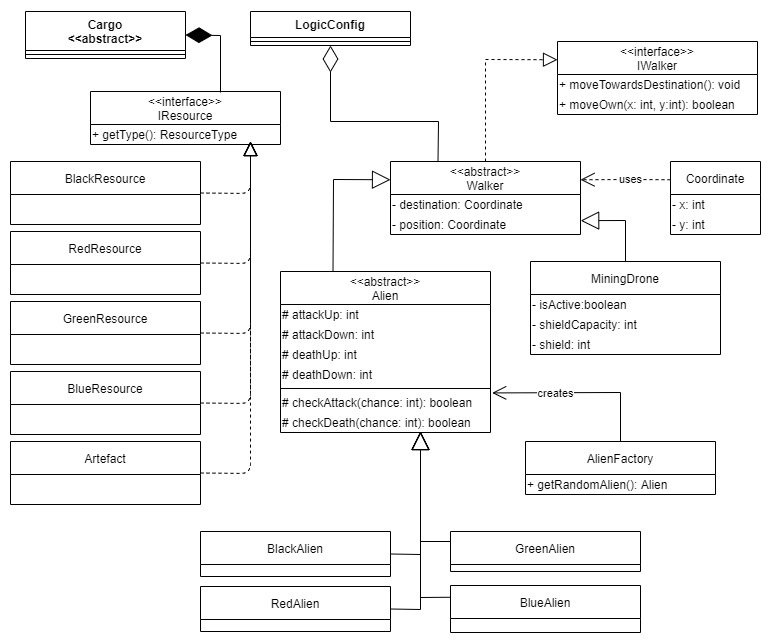 Cargo
<<abstract>>
LogicConfig
<<interface>>
IWalker
+ moveTowardsDestination(): void
+ moveOwn(x: int, y:int): boolean
<<interface>>
IResource
+ getType(): ResourceType
BlackResource
RedResource
GreenResource
BlueResource
Artefact
<<abstract>>
Walker
- destination: Coordinate
- position: Coordinate
uses
Coordinate
- x: int
- y: int
MiningDrone
- isActive:boolean
- shieldCapacity: int
- shield: int
<<abstract>>
Alien
# attackUp: int
# attackDown: int
# deathUp: int
# deathDown: int
# checkAttack(chance: int): boolean
# checkDeath(chance: int): boolean
creates
AlienFactory
+ getRandomAlien(): Alien
BlackAlien
GreenAlien
RedAlien
BlueAlien